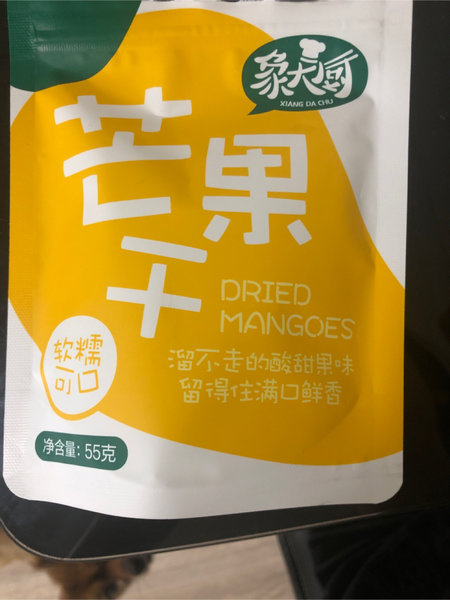 象大厨
XIANG DA CHU
芒果干
DRIED
MANGOES
软糯
可口
溜不走的酸甜果味
留得住满口鲜香
净含量：55克